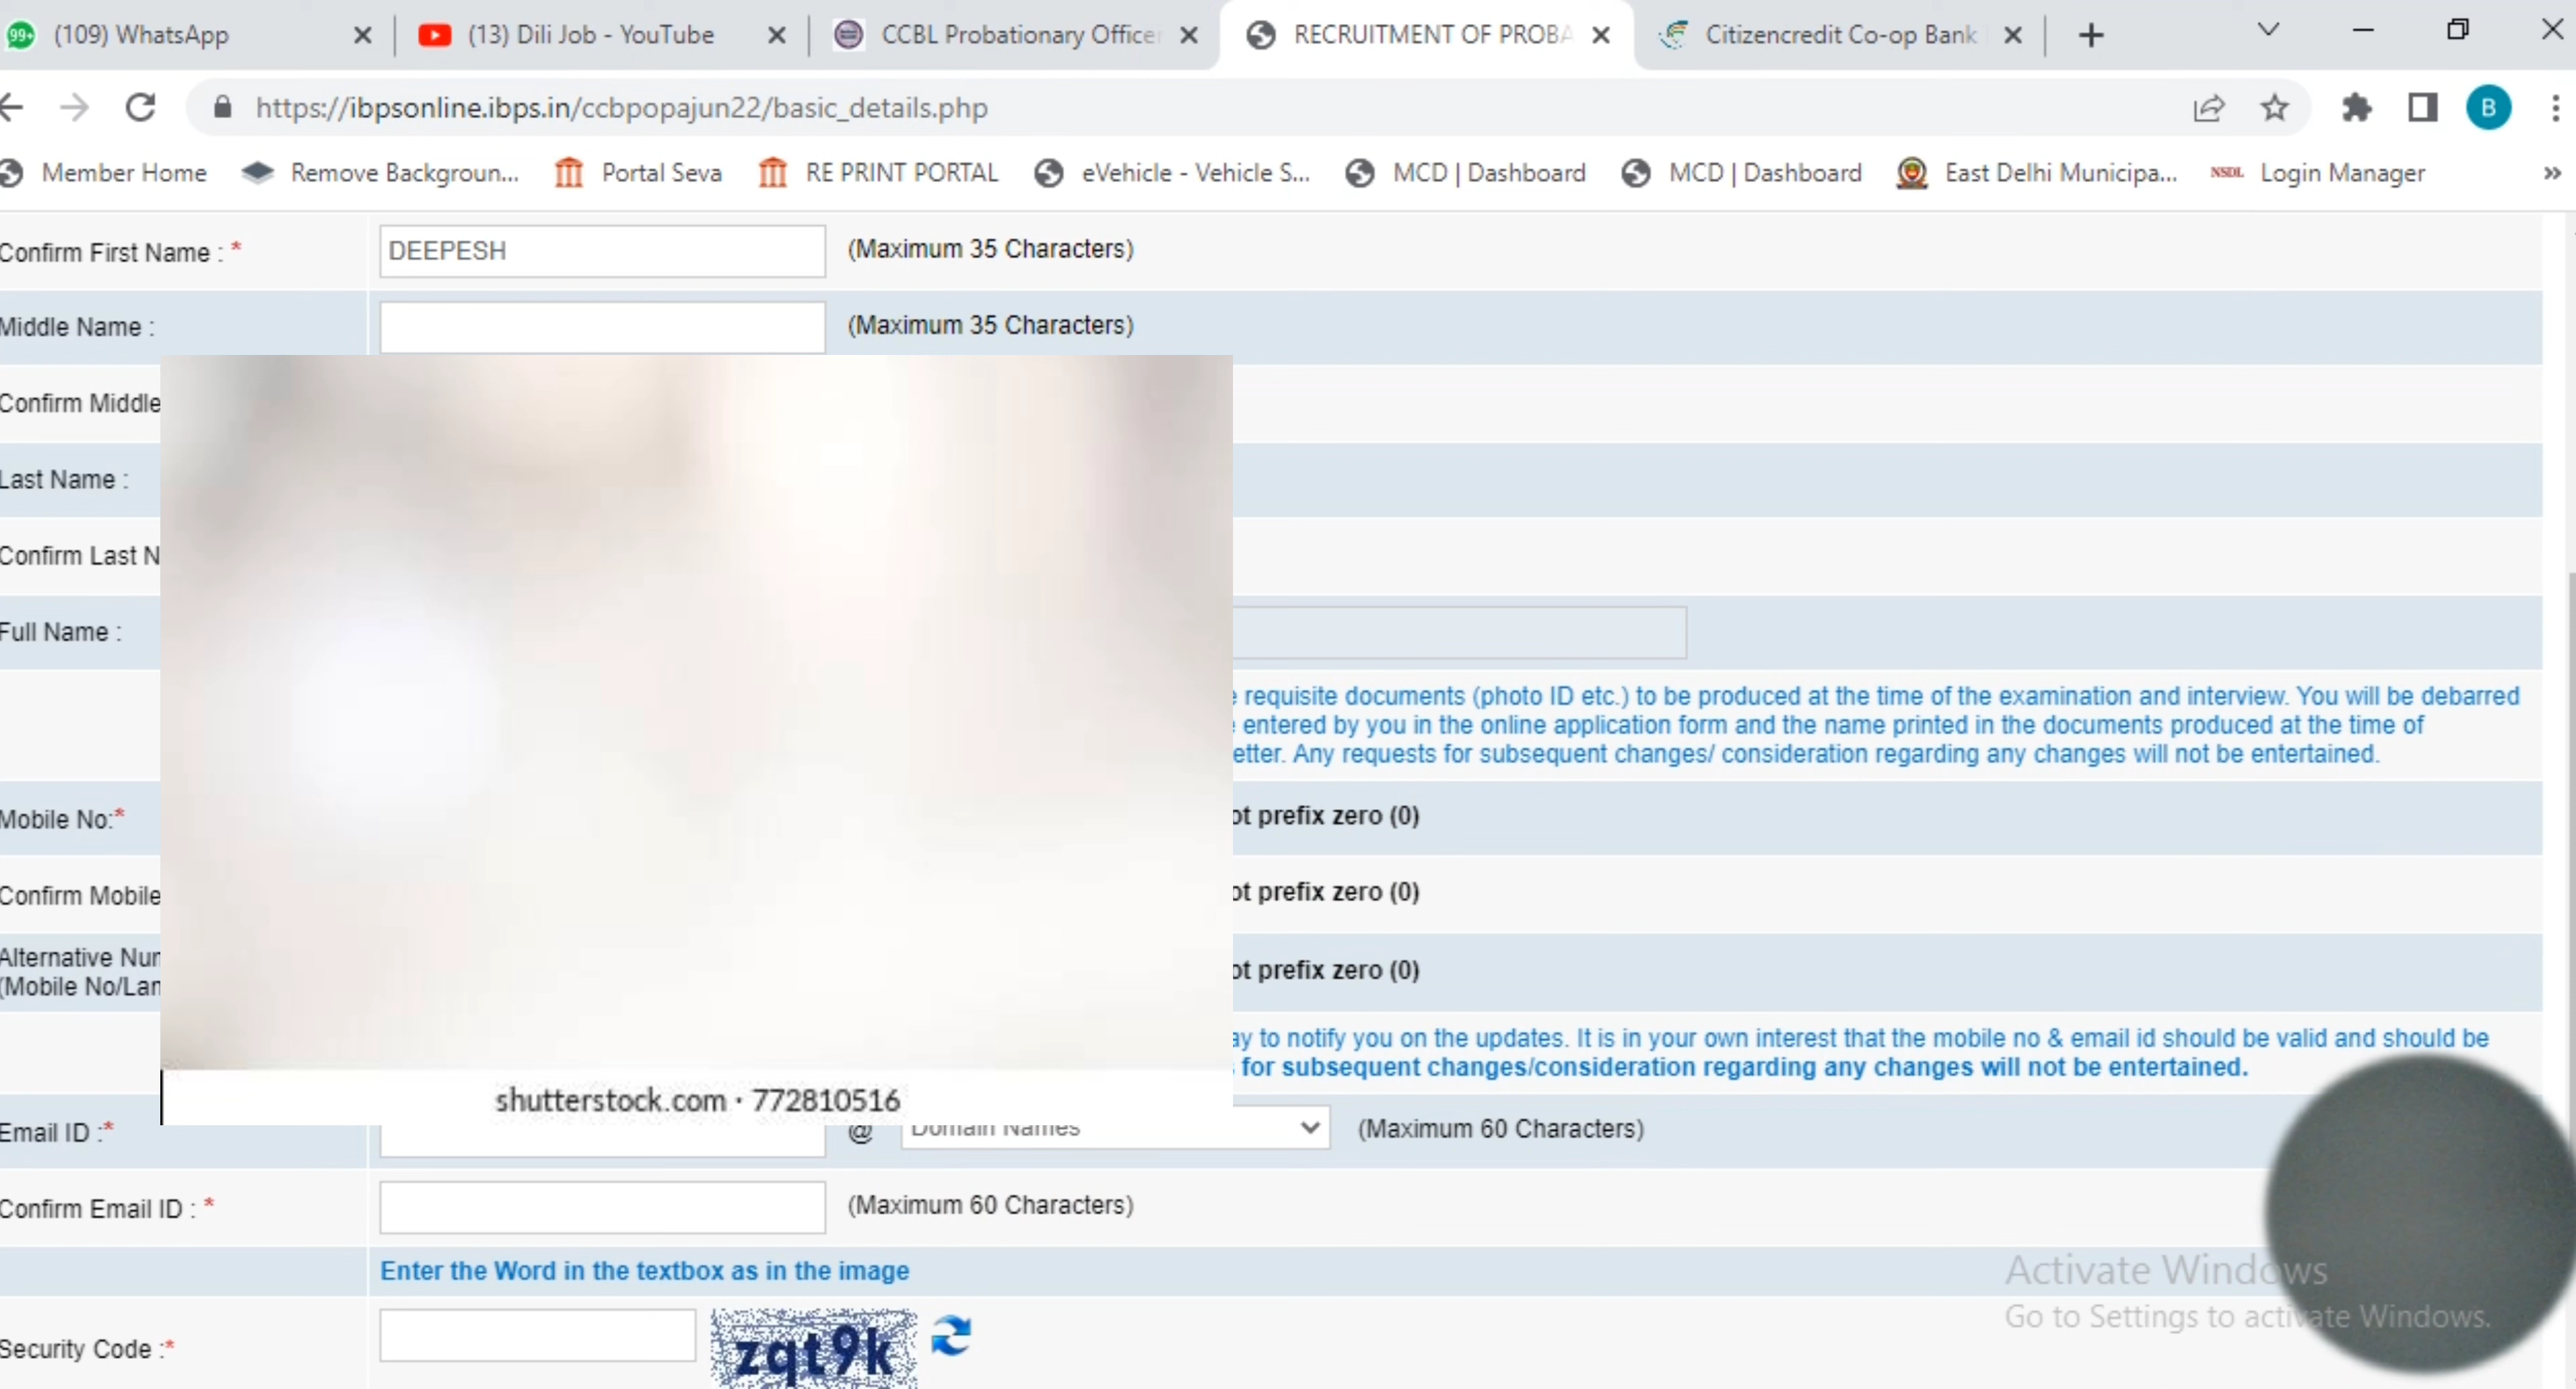 (109) WhatsApp
(13) Dili Job - YouTube
CCBL Probationary Officer
RECRUITMENT OF PROBA
Citizencredit Co-op Bank
https://ibpsonline.ibps.in/ccbpopajun22/basic_details.php
B
Member Home
Remove Backgroun...
Portal Seva
RE PRINT PORTAL
eVehicle - Vehicle S...
MCD | Dashboard
MCD | Dashboard
East Delhi Municipa...
NSDL Login Manager
Confirm First Name : * DEEPESH (Maximum 35 Characters)
Middle Name : (Maximum 35 Characters)
Confirm Middle
Last Name :
Confirm Last N
Full Name :
requisite documents (photo ID etc.) to be produced at the time of the examination and interview. You will be debarred
entered by you in the online application form and the name printed in the documents produced at the time of
etter. Any requests for subsequent changes/ consideration regarding any changes will not be entertained.
Mobile No:* ot prefix zero (0)
Confirm Mobile ot prefix zero (0)
Alternative Nur
(Mobile No/Lan ot prefix zero (0)
ay to notify you on the updates. It is in your own interest that the mobile no & email id should be valid and should be
for subsequent changes/consideration regarding any changes will not be entertained.
shutterstock.com · 772810516
Email ID :* @ Domain Names (Maximum 60 Characters)
Confirm Email ID : * (Maximum 60 Characters)
Enter the Word in the textbox as in the image
Security Code :* zqt9k
Activate Windows
Go to Settings to activate Windows.